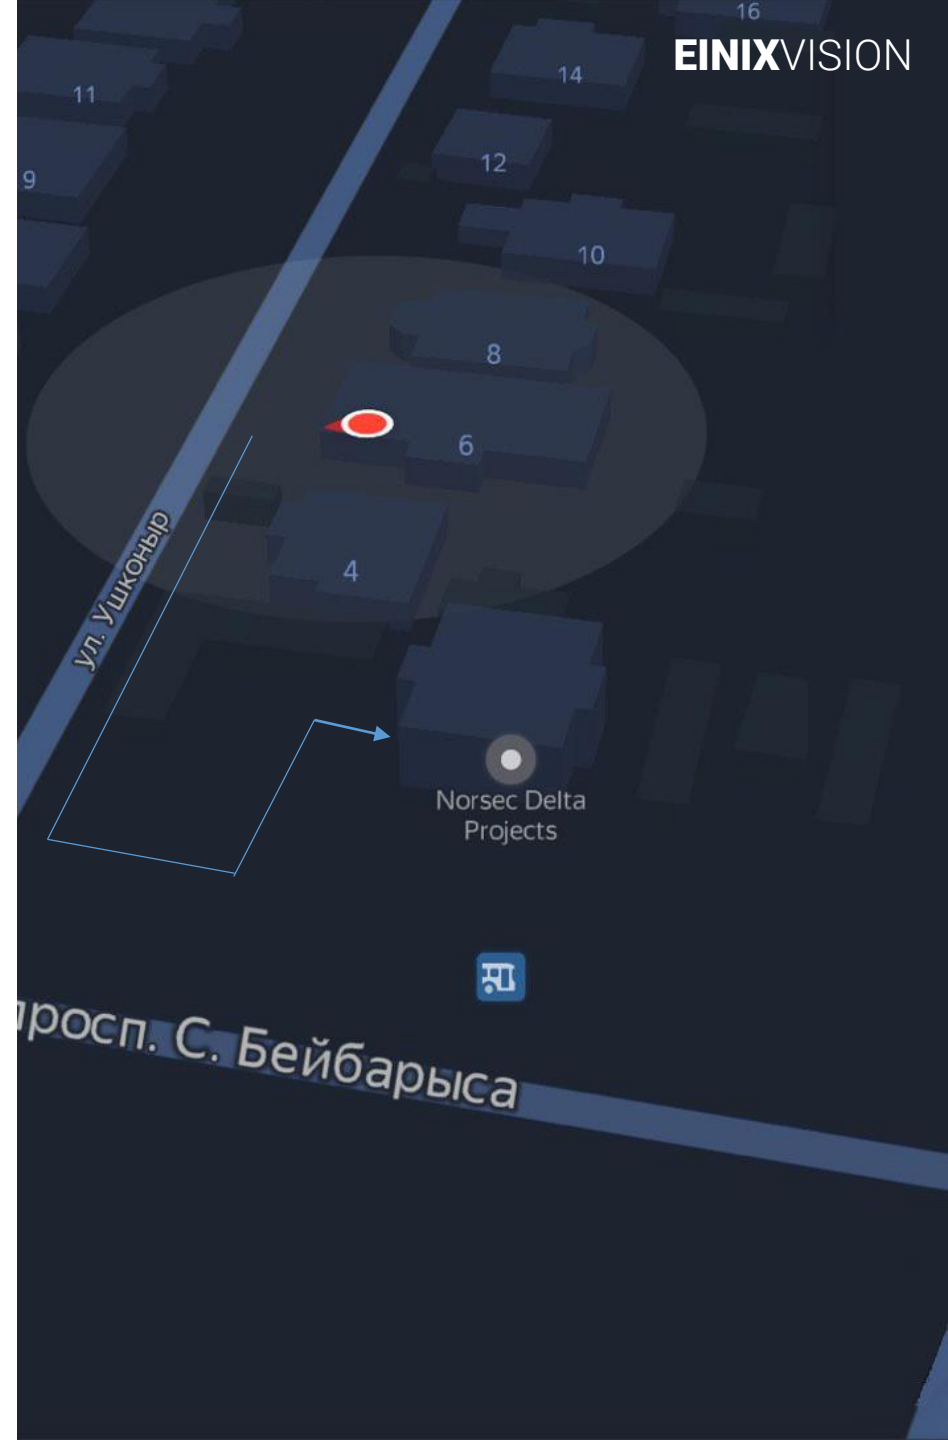 16
EINIXVISION
14
11
12
9
10
8
6
ул. Ушконыр
4
Norsec Delta
Projects
просп. С. Бейбарыса